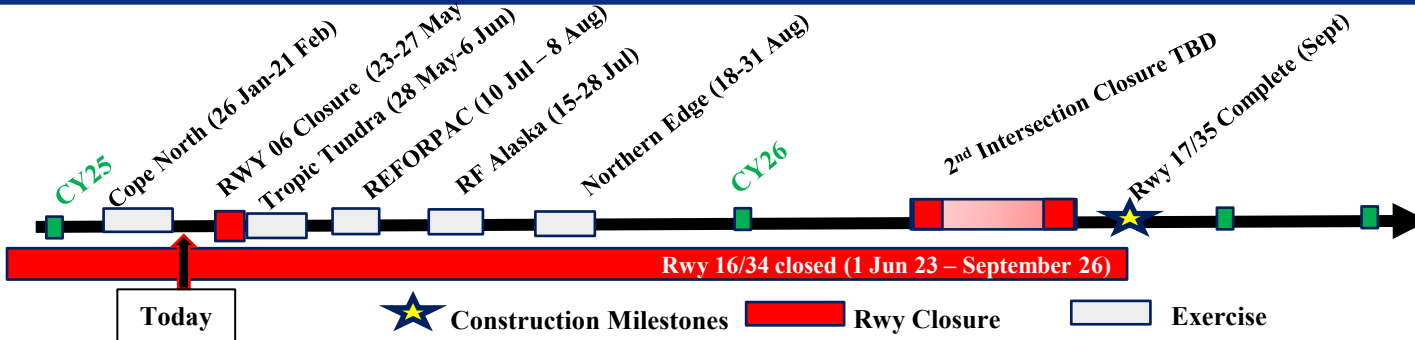 CY25
Cope North (26 Jan-21 Feb)
RWY 06 Closure (23-27 May
Tropic Tundra (28 May-6 Jun)
REFORPAC (10 Jul – 8 Aug)
RF Alaska (15-28 Jul)
Northern Edge (18-31 Aug)
CY26
2nd Intersection Closure TBD
Rwy 17/35 Complete (Sept)
Rwy 16/34 closed (1 Jun 23 – September 26)
Today
Construction Milestones
Rwy Closure
Exercise